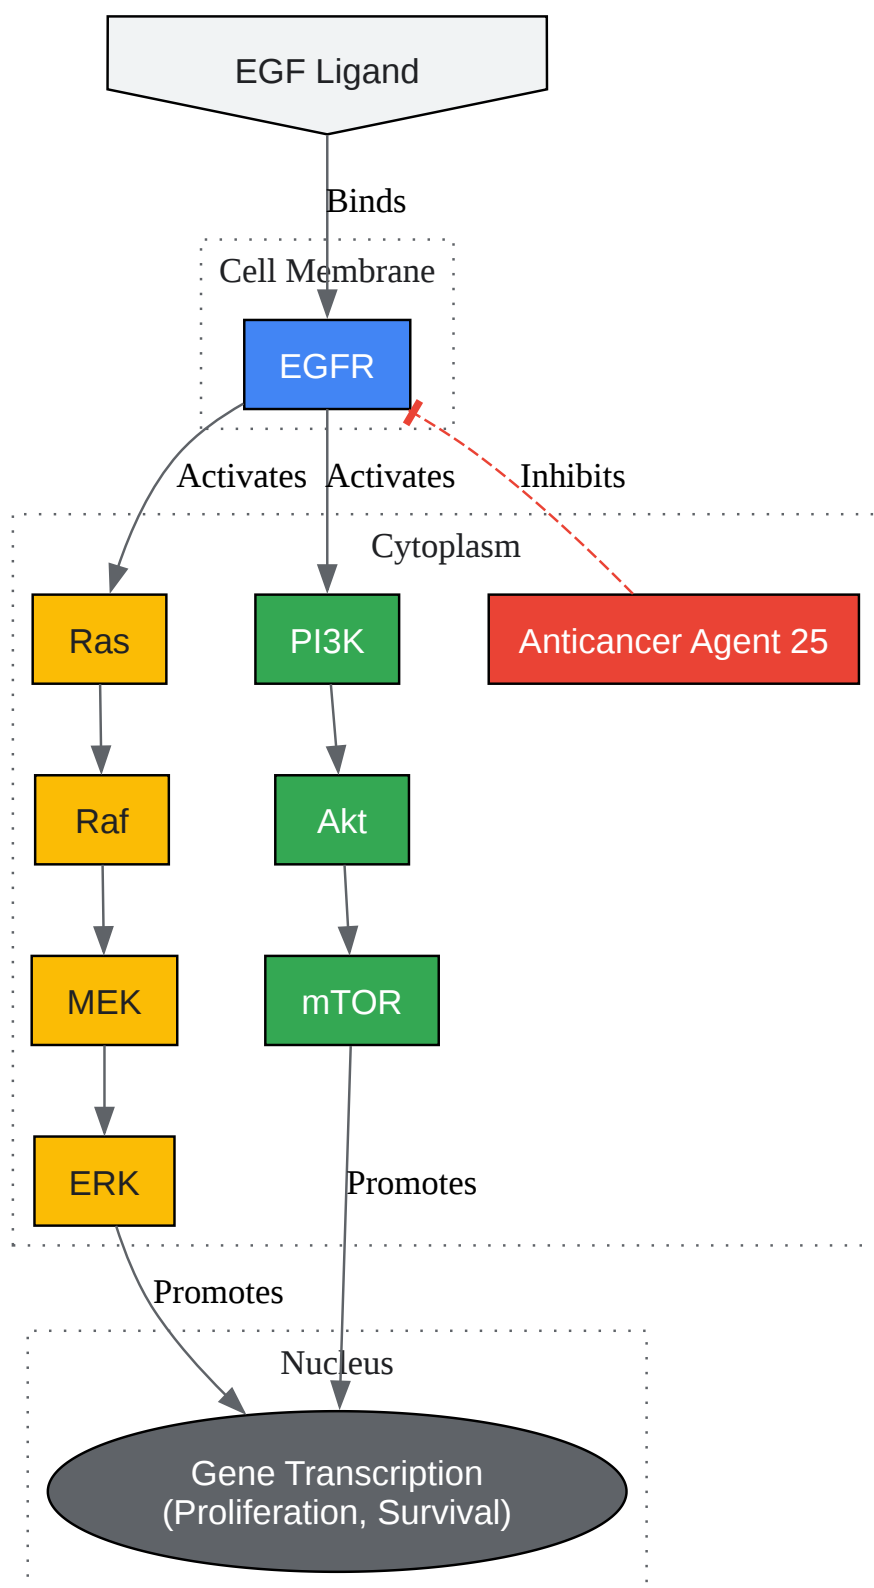 EGF Ligand
Binds
Cell Membrane
EGFR
Activates
Activates
Inhibits
Cytoplasm
Ras
PI3K
Anticancer Agent 25
Raf
Akt
MEK
mTOR
ERK
Promotes
Promotes
Nucleus
Gene Transcription
(Proliferation, Survival)